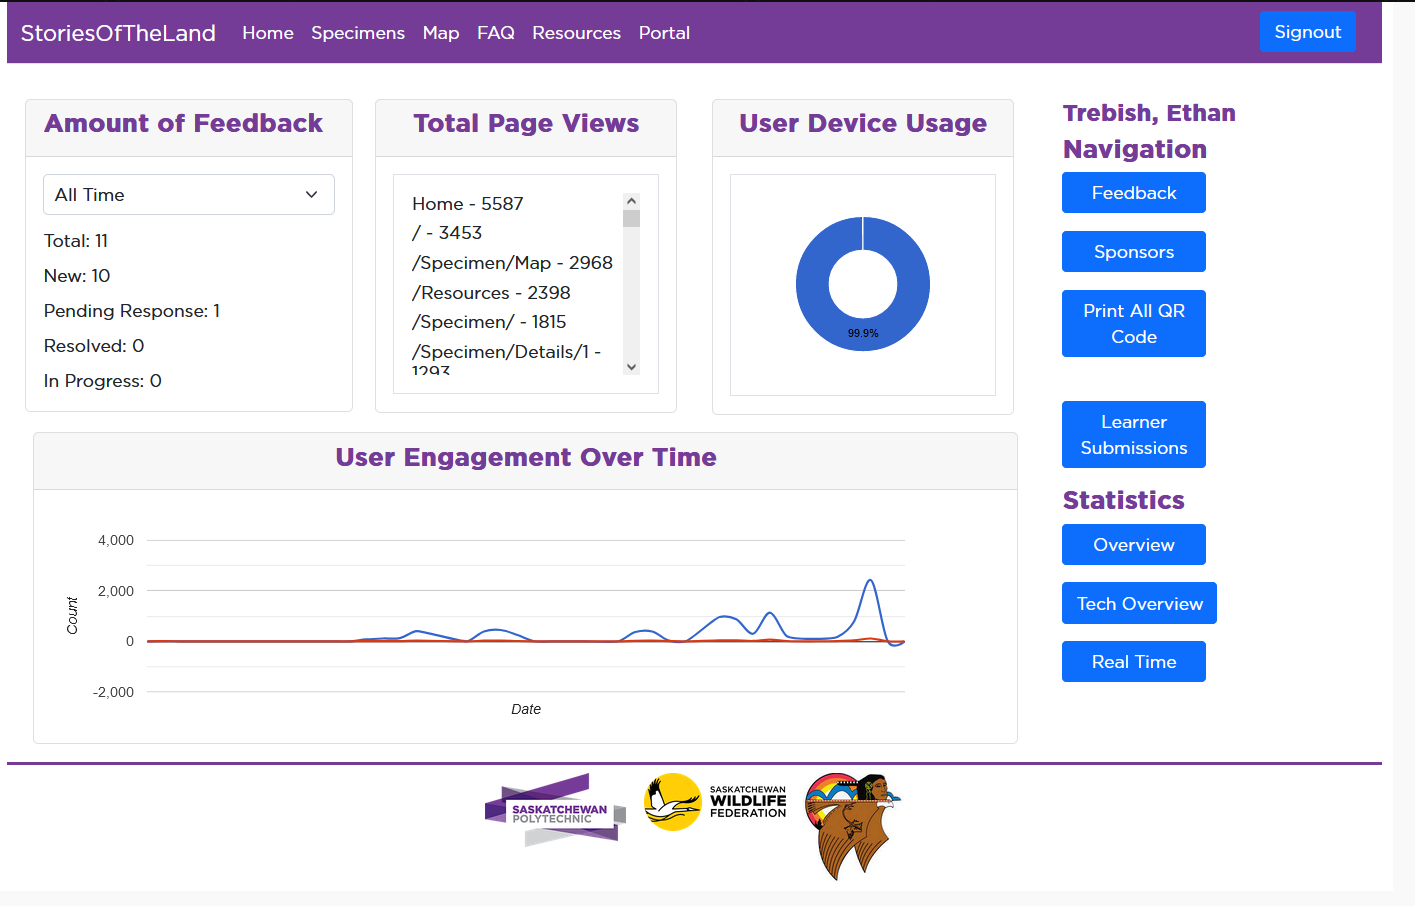 StoriesOfTheLand Home Specimens Map FAQ Resources Portal Signout
Amount of Feedback
All Time
Total: 11
New: 10
Pending Response: 1
Resolved: 0
In Progress: 0
Total Page Views
Home - 5587
/ - 3453
/Specimen/Map - 2968
/Resources - 2398
/Specimen/ - 1815
/Specimen/Details/1 -
1293
User Device Usage
99.9%
User Engagement Over Time
4,000
2,000
0
-2,000
Count
Date
Trebish, Ethan
Navigation
Feedback
Sponsors
Print All QR
Code
Learner
Submissions
Statistics
Overview
Tech Overview
Real Time
SASKATCHEWAN
POLYTECHNIC
SASKATCHEWAN
WILDLIFE
FEDERATION